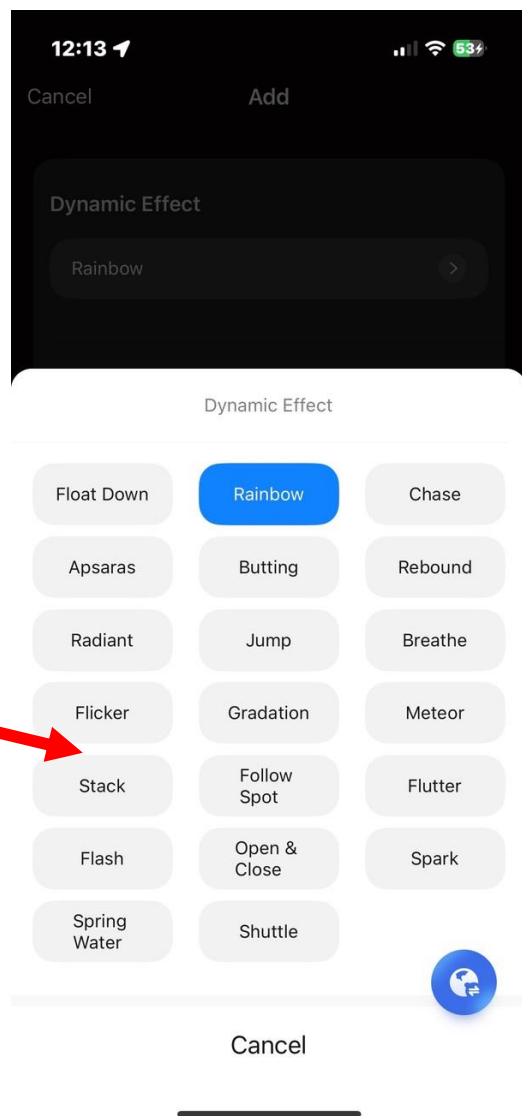 12:13
53
Cancel
Add
Dynamic Effect
Rainbow
Dynamic Effect
Float Down
Rainbow
Chase
Apsaras
Butting
Rebound
Radiant
Jump
Breathe
Flicker
Gradation
Meteor
Stack
Follow
Spot
Flutter
Flash
Open &
Close
Spark
Spring
Water
Shuttle
Cancel